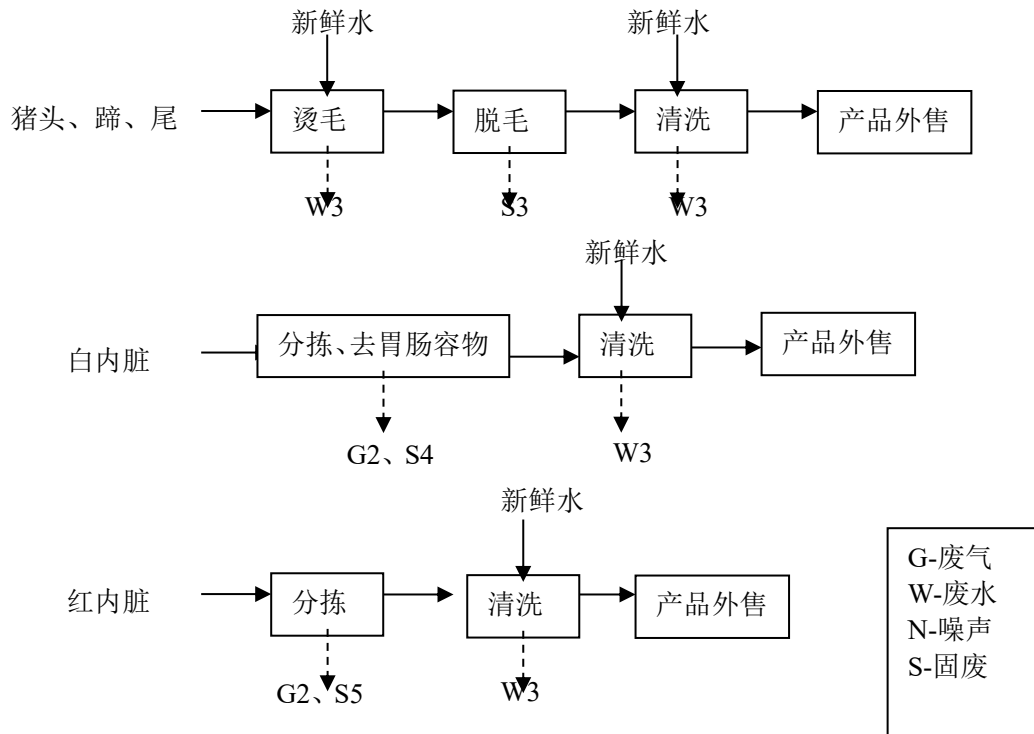 新鲜水 新鲜水
猪头、蹄、尾 烫毛 脱毛 清洗 产品外售
W3 S3 W3
新鲜水
白内脏 分拣、去胃肠容物 清洗 产品外售
G2、S4 W3
新鲜水
红内脏 分拣 清洗 产品外售
G2、S5 W3
G-废气
W-废水
N-噪声
S-固废